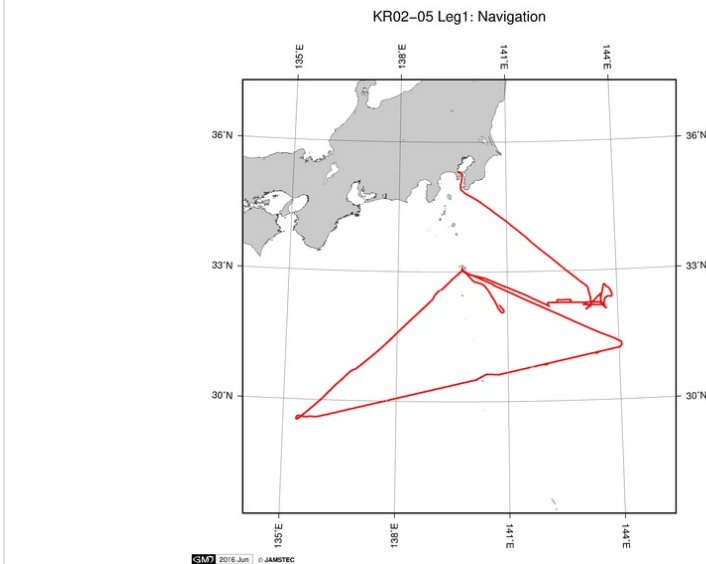 KR02−05 Leg1: Navigation
135˚E 138˚E 141˚E 144˚E
36˚N 36˚N
33˚N 33˚N
30˚N 30˚N
135˚E 138˚E 141˚E 144˚E
GMT 2016 Jun © JAMSTEC